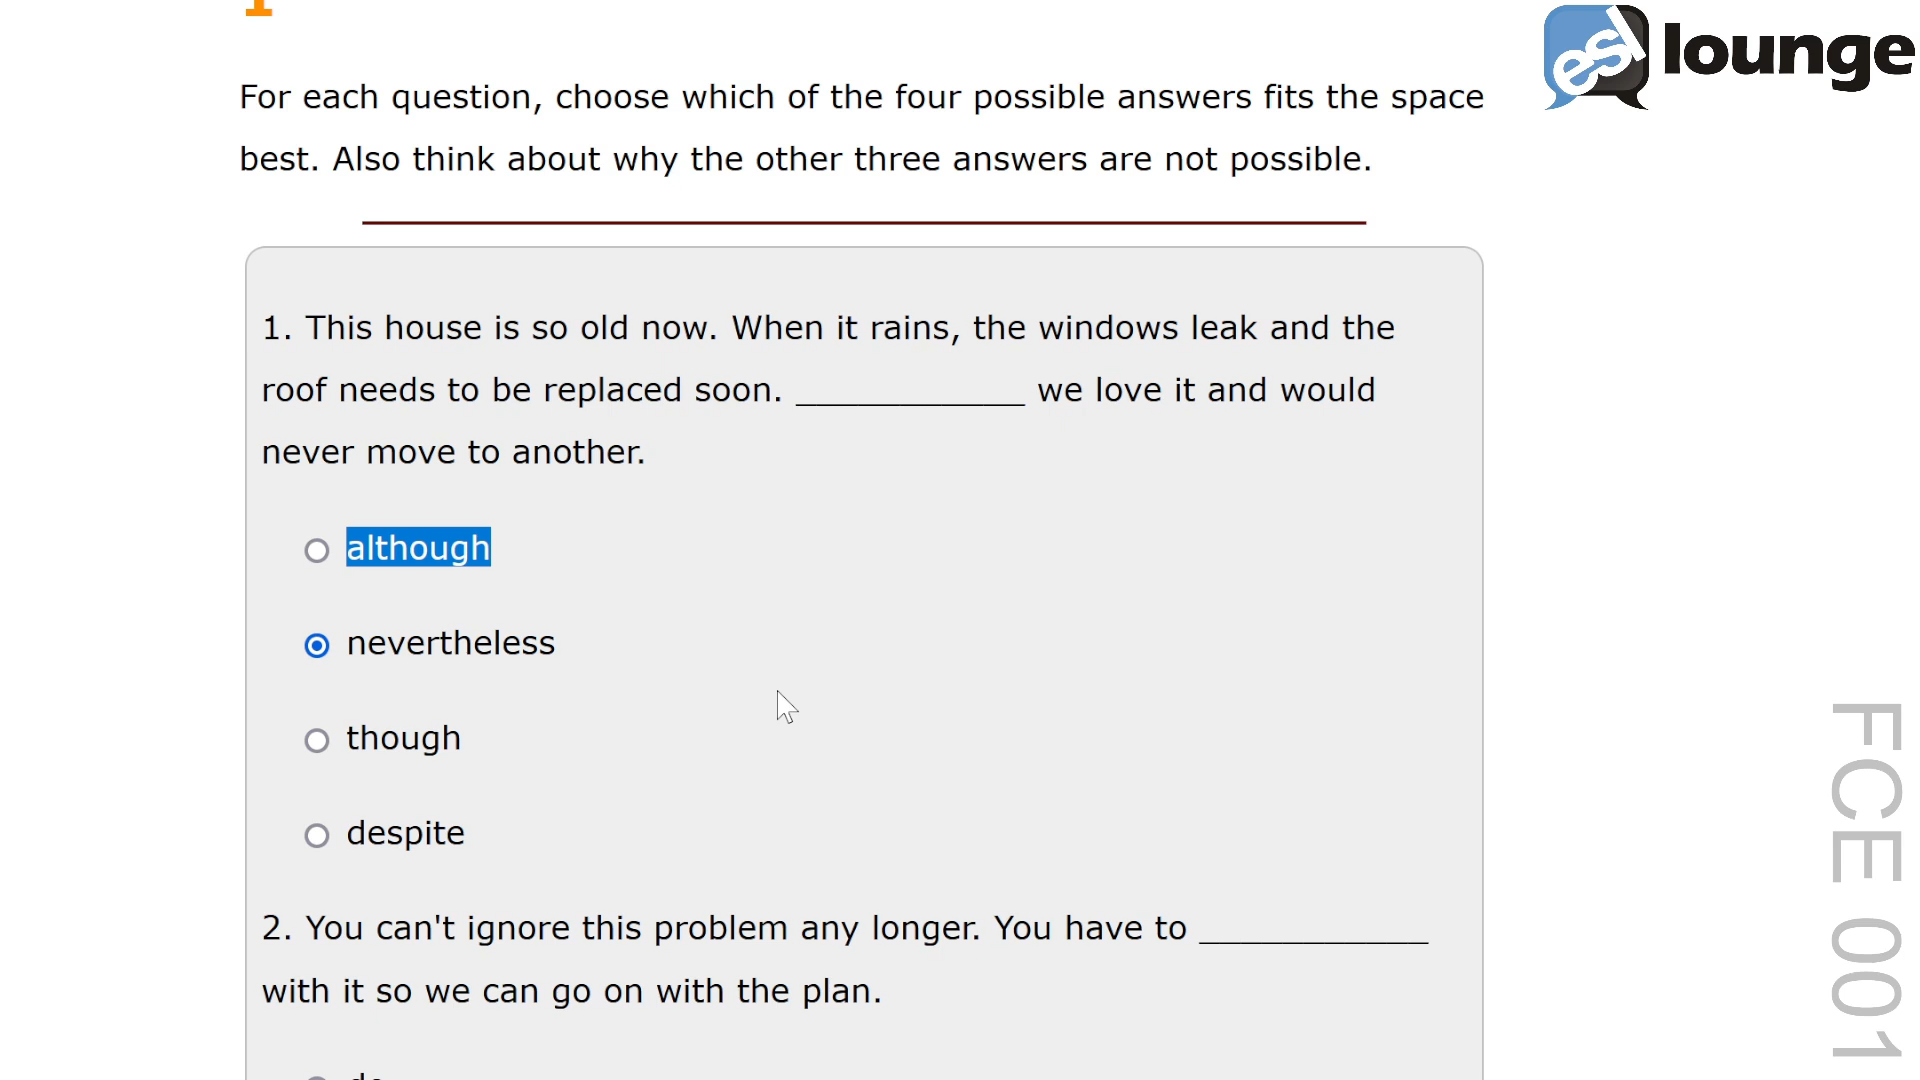 esl lounge
For each question, choose which of the four possible answers fits the space
best. Also think about why the other three answers are not possible.
1. This house is so old now. When it rains, the windows leak and the
roof needs to be replaced soon. ____________ we love it and would
never move to another.
although
nevertheless
though
despite
2. You can't ignore this problem any longer. You have to ____________
with it so we can go on with the plan.
FCE 001